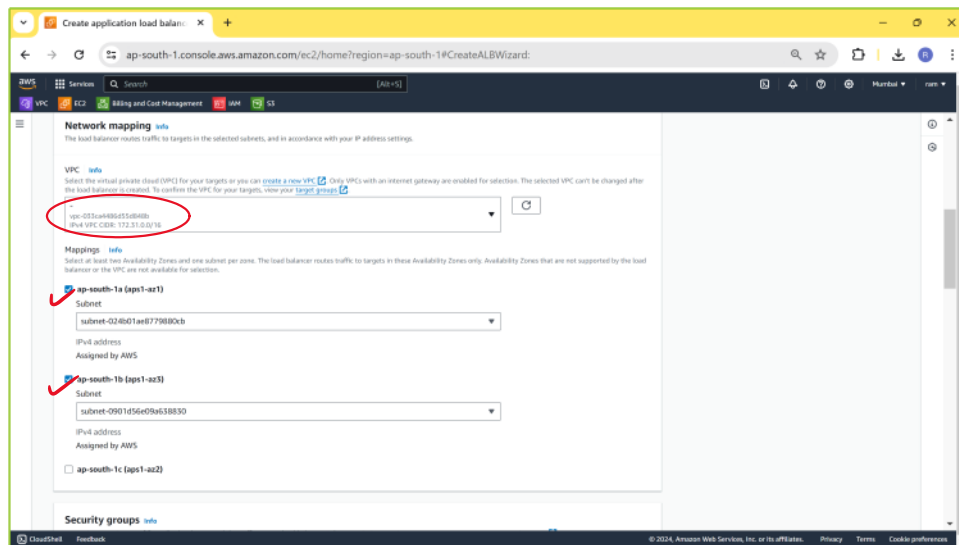 Create application load balanc
ap-south-1.console.aws.amazon.com/ec2/home?region=ap-south-1#CreateALBWizard:
R
aws Services Search [Alt+S] Mumbai ram
VPC EC2 Billing and Cost Management IAM S3
Network mapping Info
The load balancer routes traffic to targets in the selected subnets, and in accordance with your IP address settings.
VPC Info
Select the virtual private cloud (VPC) for your targets or you can create a new VPC. Only VPCs with an internet gateway are enabled for selection. The selected VPC can't be changed after
the load balancer is created. To confirm the VPC for your targets, view your target groups
-
vpc-033ca4486d55d848b
IPv4 VPC CIDR: 172.31.0.0/16
Mappings Info
Select at least two Availability Zones and one subnet per zone. The load balancer routes traffic to targets in these Availability Zones only. Availability Zones that are not supported by the load
balancer or the VPC are not available for selection.
ap-south-1a (aps1-az1)
Subnet
subnet-024b01ae8779880cb
IPv4 address
Assigned by AWS
ap-south-1b (aps1-az3)
Subnet
subnet-0901d56e09a638830
IPv4 address
Assigned by AWS
ap-south-1c (aps1-az2)
Security groups Info
CloudShell Feedback © 2024, Amazon Web Services, Inc. or its affiliates. Privacy Terms Cookie preferences